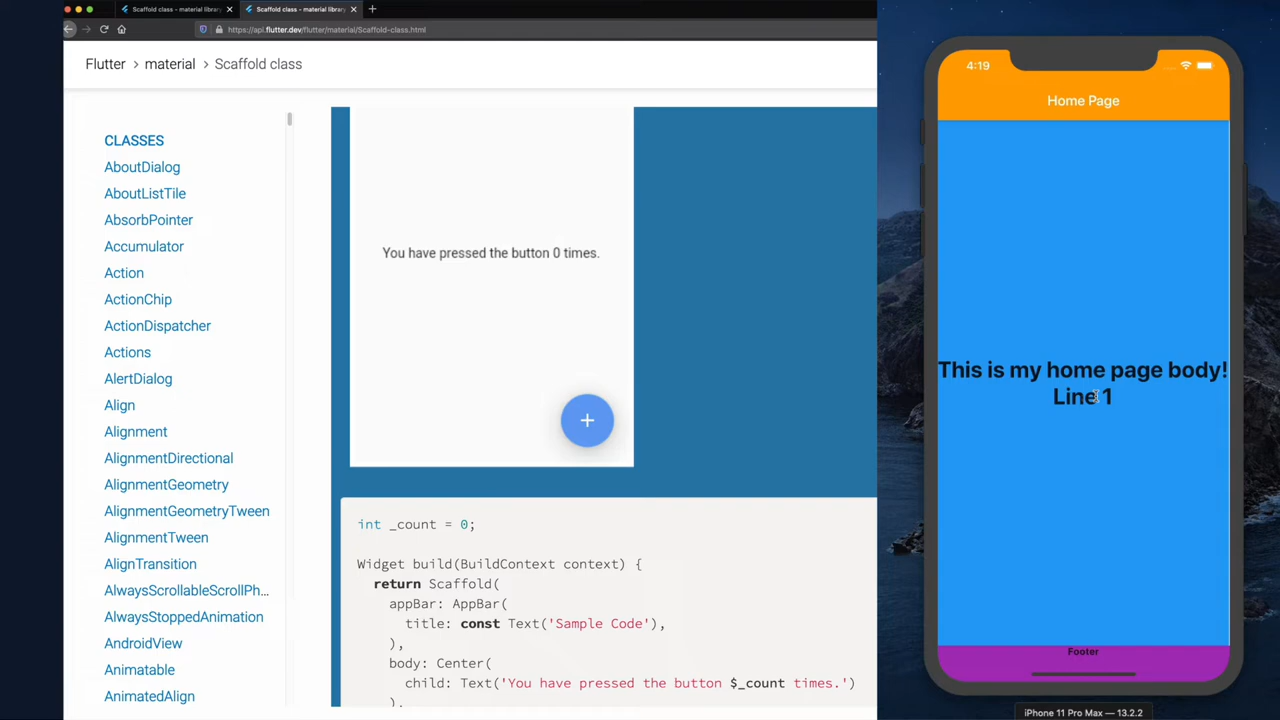 Scaffold class - material library
Scaffold class - material library
https://api.flutter.dev/flutter/material/Scaffold-class.html
Flutter > material > Scaffold class
CLASSES
AboutDialog
AboutListTile
AbsorbPointer
Accumulator
Action
ActionChip
ActionDispatcher
Actions
AlertDialog
Align
Alignment
AlignmentDirectional
AlignmentGeometry
AlignmentGeometryTween
AlignmentTween
AlignTransition
AlwaysScrollableScrollPh...
AlwaysStoppedAnimation
AndroidView
Animatable
AnimatedAlign
You have pressed the button 0 times.
+
int _count = 0;
Widget build(BuildContext context) {
return Scaffold(
appBar: AppBar(
title: const Text('Sample Code'),
),
body: Center(
child: Text('You have pressed the button $_count times.')
),
4:19
Home Page
This is my home page body!
Line 1
Footer
iPhone 11 Pro Max — 13.2.2